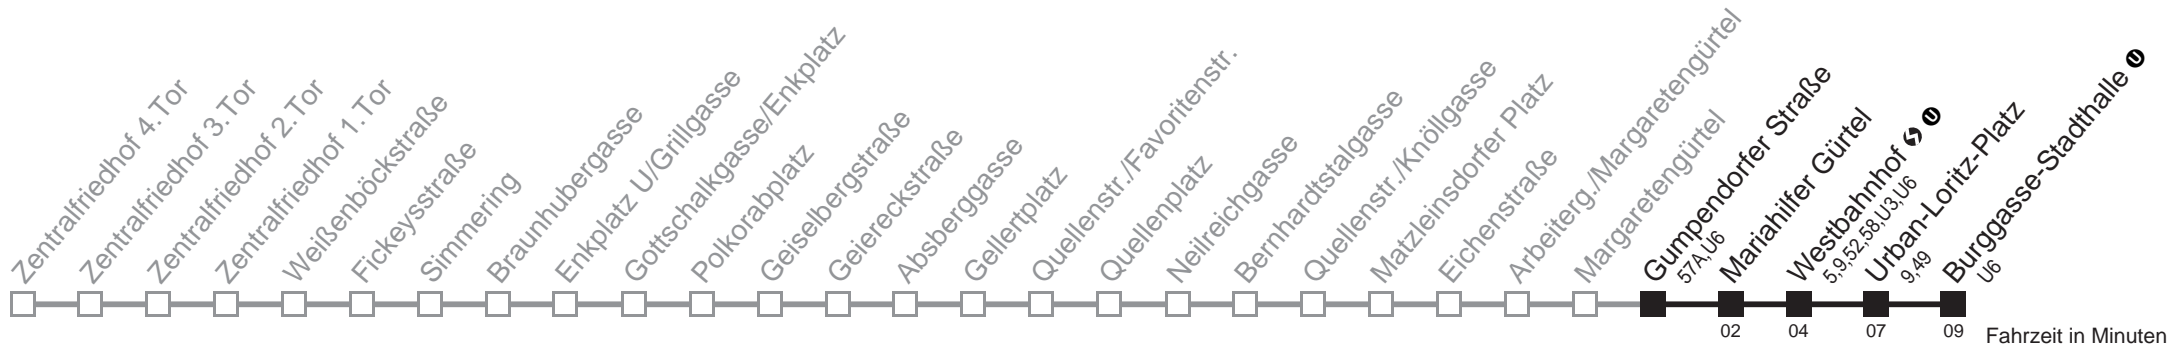 Zentralfriedhof 4.Tor
Zentralfriedhof 3.Tor
Zentralfriedhof 2.Tor
Zentralfriedhof 1.Tor
Weißenböckstraße
Fickeysstraße
Simmering
Braunhubergasse
Enkplatz U/Grillgasse
Gottschalkgasse/Enkplatz
Polkorabplatz
Geiselbergstraße
Geiereckstraße
Absberggasse
Gellertplatz
Quellenstr./Favoritenstr.
Quellenplatz
Neilreichgasse
Bernhardtstalgasse
Quellenstr./Knöllgasse
Matzleinsdorfer Platz
Eichenstraße
Arbeiterg./Margaretengürtel
Margaretengürtel
Gumpendorfer Straße
57A,U6
Mariahilfer Gürtel
Westbahnhof S U
5,9,52,58,U3,U6
Urban-Loritz-Platz
9,49
Burggasse-Stadthalle U
U6
02 04 07 09 Fahrzeit in Minuten